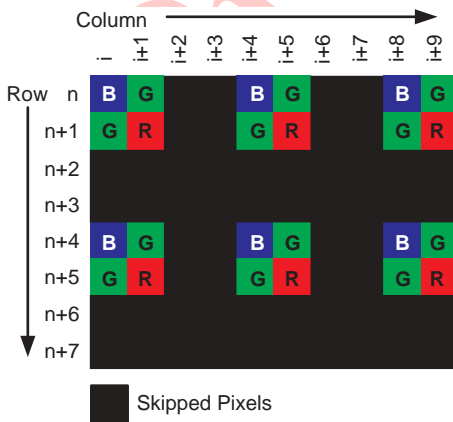 Column
i i+1 i+2 i+3 i+4 i+5 i+6 i+7 i+8 i+9
Row n B G B G B G
n+1 G R G R G R
n+2
n+3
n+4 B G B G B G
n+5 G R G R G R
n+6
n+7
Skipped Pixels